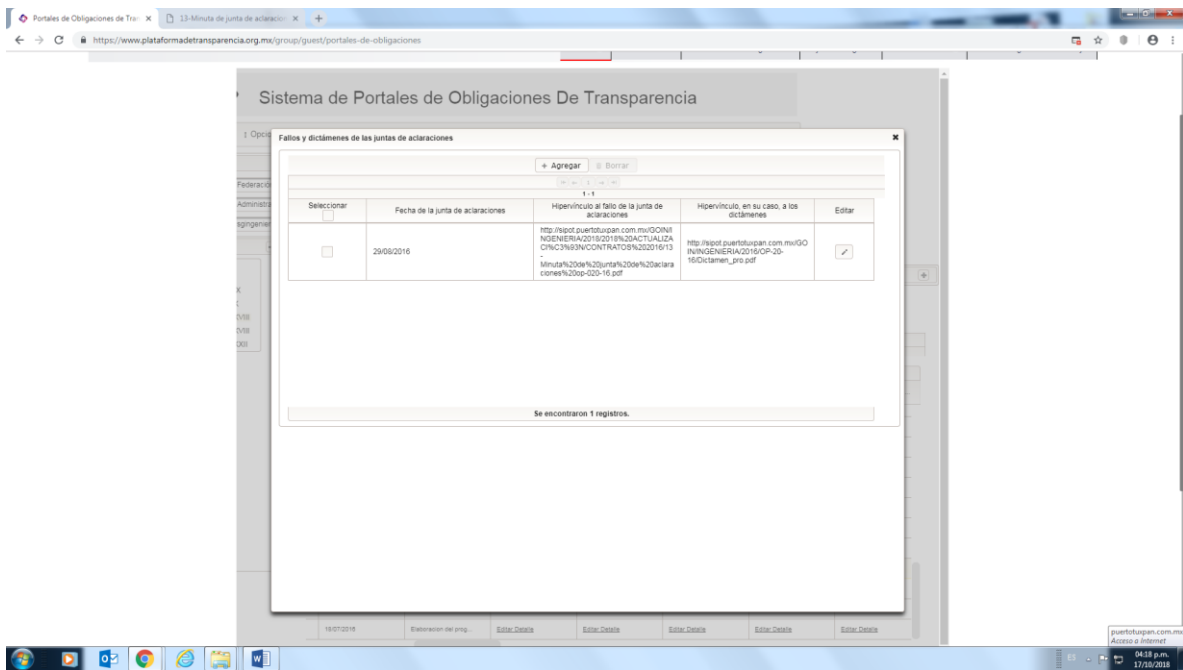 Portales de Obligaciones de Tra
13-Minuta de junta de aclaracio
https://www.plataformadetransparencia.org.mx/group/guest/portales-de-obligaciones
Sistema de Portales de Obligaciones De Transparencia
Opcio
Fallos y dictámenes de las juntas de aclaraciones
+ Agregar
Borrar
1 - 1
Federació
Administra
sgingenier
Seleccionar
Fecha de la junta de aclaraciones
Hipervínculo al fallo de la junta de
aclaraciones
Hipervínculo, en su caso, a los
dictámenes
Editar
29/08/2016
http://sipot.puertotuxpan.com.mx/GOIN/I
NGENIERIA/2018/2018%20ACTUALIZA
CI%C3%93N/CONTRATOS%202016/13
-
Minuta%20de%20junta%20de%20aclara
ciones%20op-020-16.pdf
http://sipot.puertotuxpan.com.mx/GO
IN/INGENIERIA/2016/OP-20-
16/Dictamen_pro.pdf
Se encontraron 1 registros.
Elaboracion del prog...
Editar Detalle
Editar Detalle
Editar Detalle
Editar Detalle
Editar Detalle
puertotuxpan.com.mx
Acceso a Internet
ES
04:18 p.m.
17/10/2018